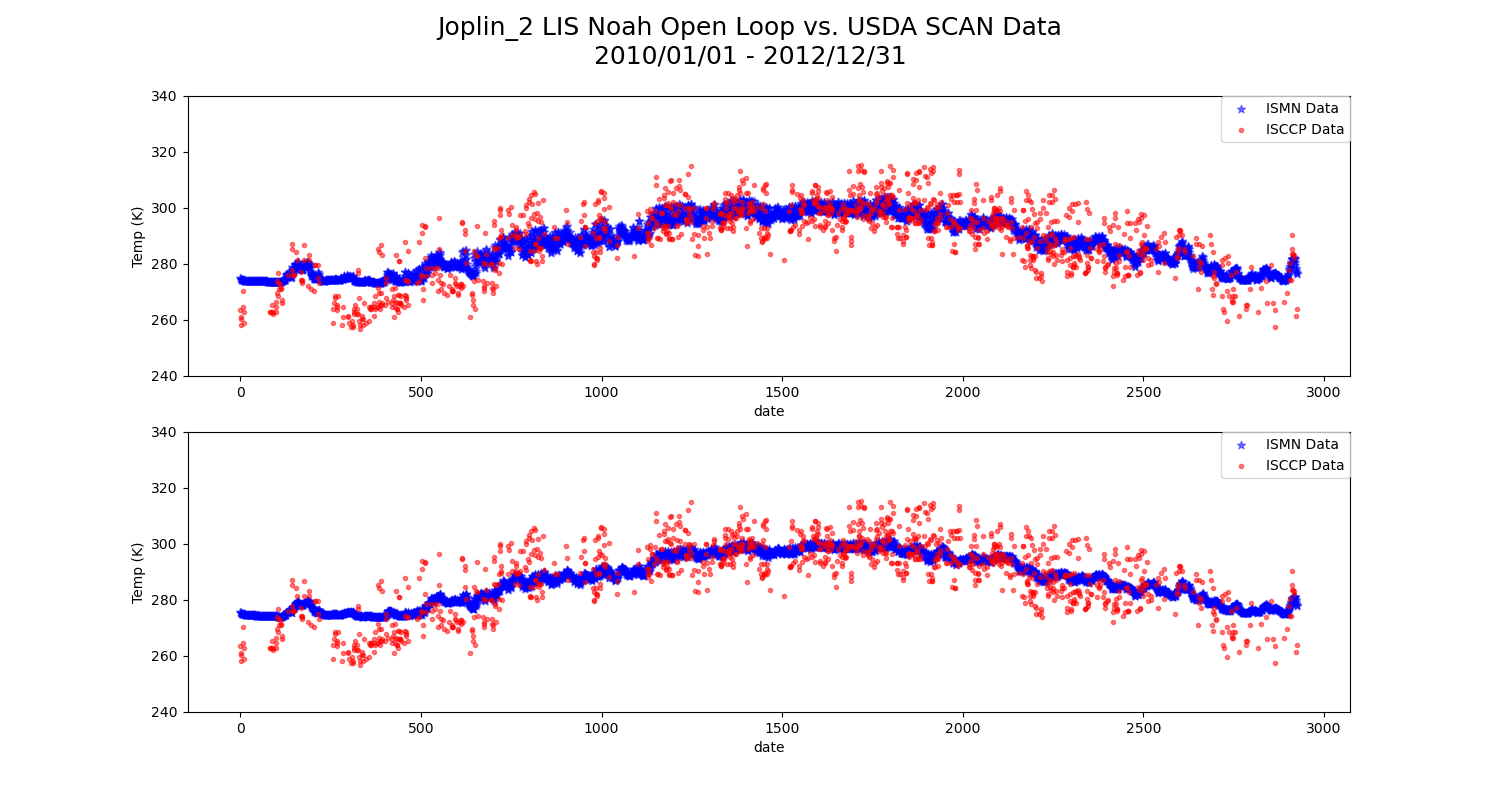 Joplin_2 LIS Noah Open Loop vs. USDA SCAN Data
2010/01/01 - 2012/12/31
340
320
300
280
260
240
Temp (K)
ISMN Data
ISCCP Data
0 500 1000 1500 2000 2500 3000
date
340
320
300
280
260
240
Temp (K)
ISMN Data
ISCCP Data
0 500 1000 1500 2000 2500 3000
date